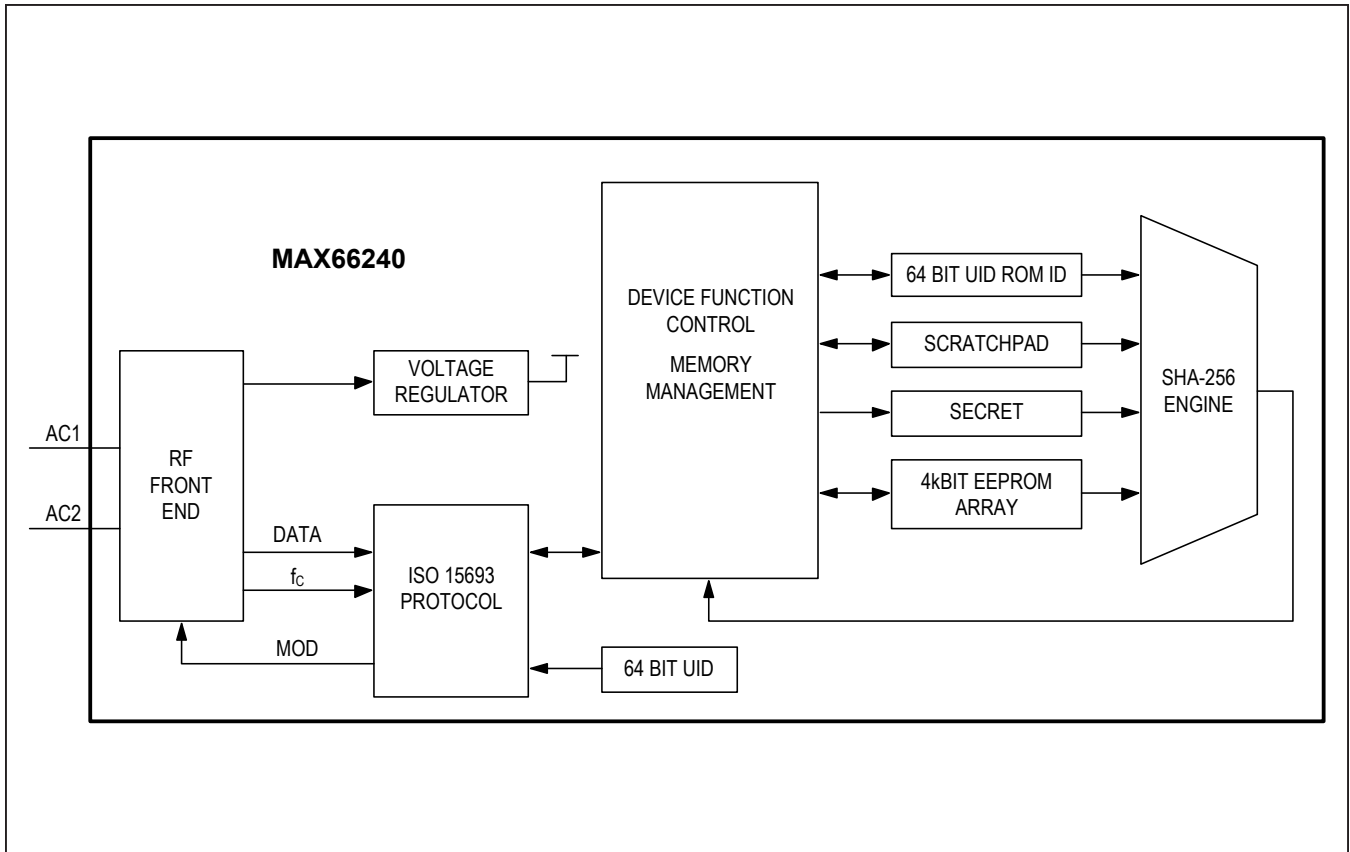 MAX66240
AC1
AC2
RF
FRONT
END
VOLTAGE
REGULATOR
DATA
fC
MOD
ISO 15693
PROTOCOL
64 BIT UID
DEVICE FUNCTION
CONTROL
MEMORY
MANAGEMENT
64 BIT UID ROM ID
SCRATCHPAD
SECRET
4kBIT EEPROM
ARRAY
SHA-256
ENGINE